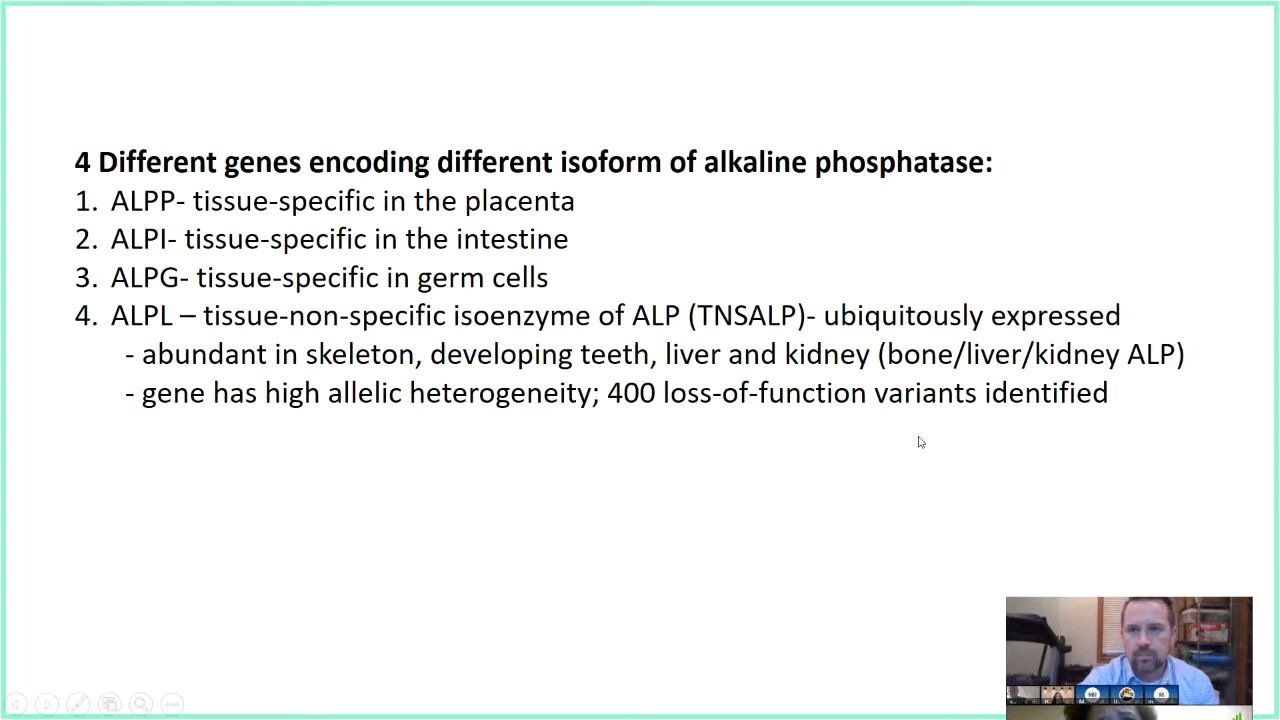 4 Different genes encoding different isoform of alkaline phosphatase:
1. ALPP- tissue-specific in the placenta
2. ALPI- tissue-specific in the intestine
3. ALPG- tissue-specific in germ cells
4. ALPL – tissue-non-specific isoenzyme of ALP (TNSALP)- ubiquitously expressed
- abundant in skeleton, developing teeth, liver and kidney (bone/liver/kidney ALP)
- gene has high allelic heterogeneity; 400 loss-of-function variants identified
MR
M